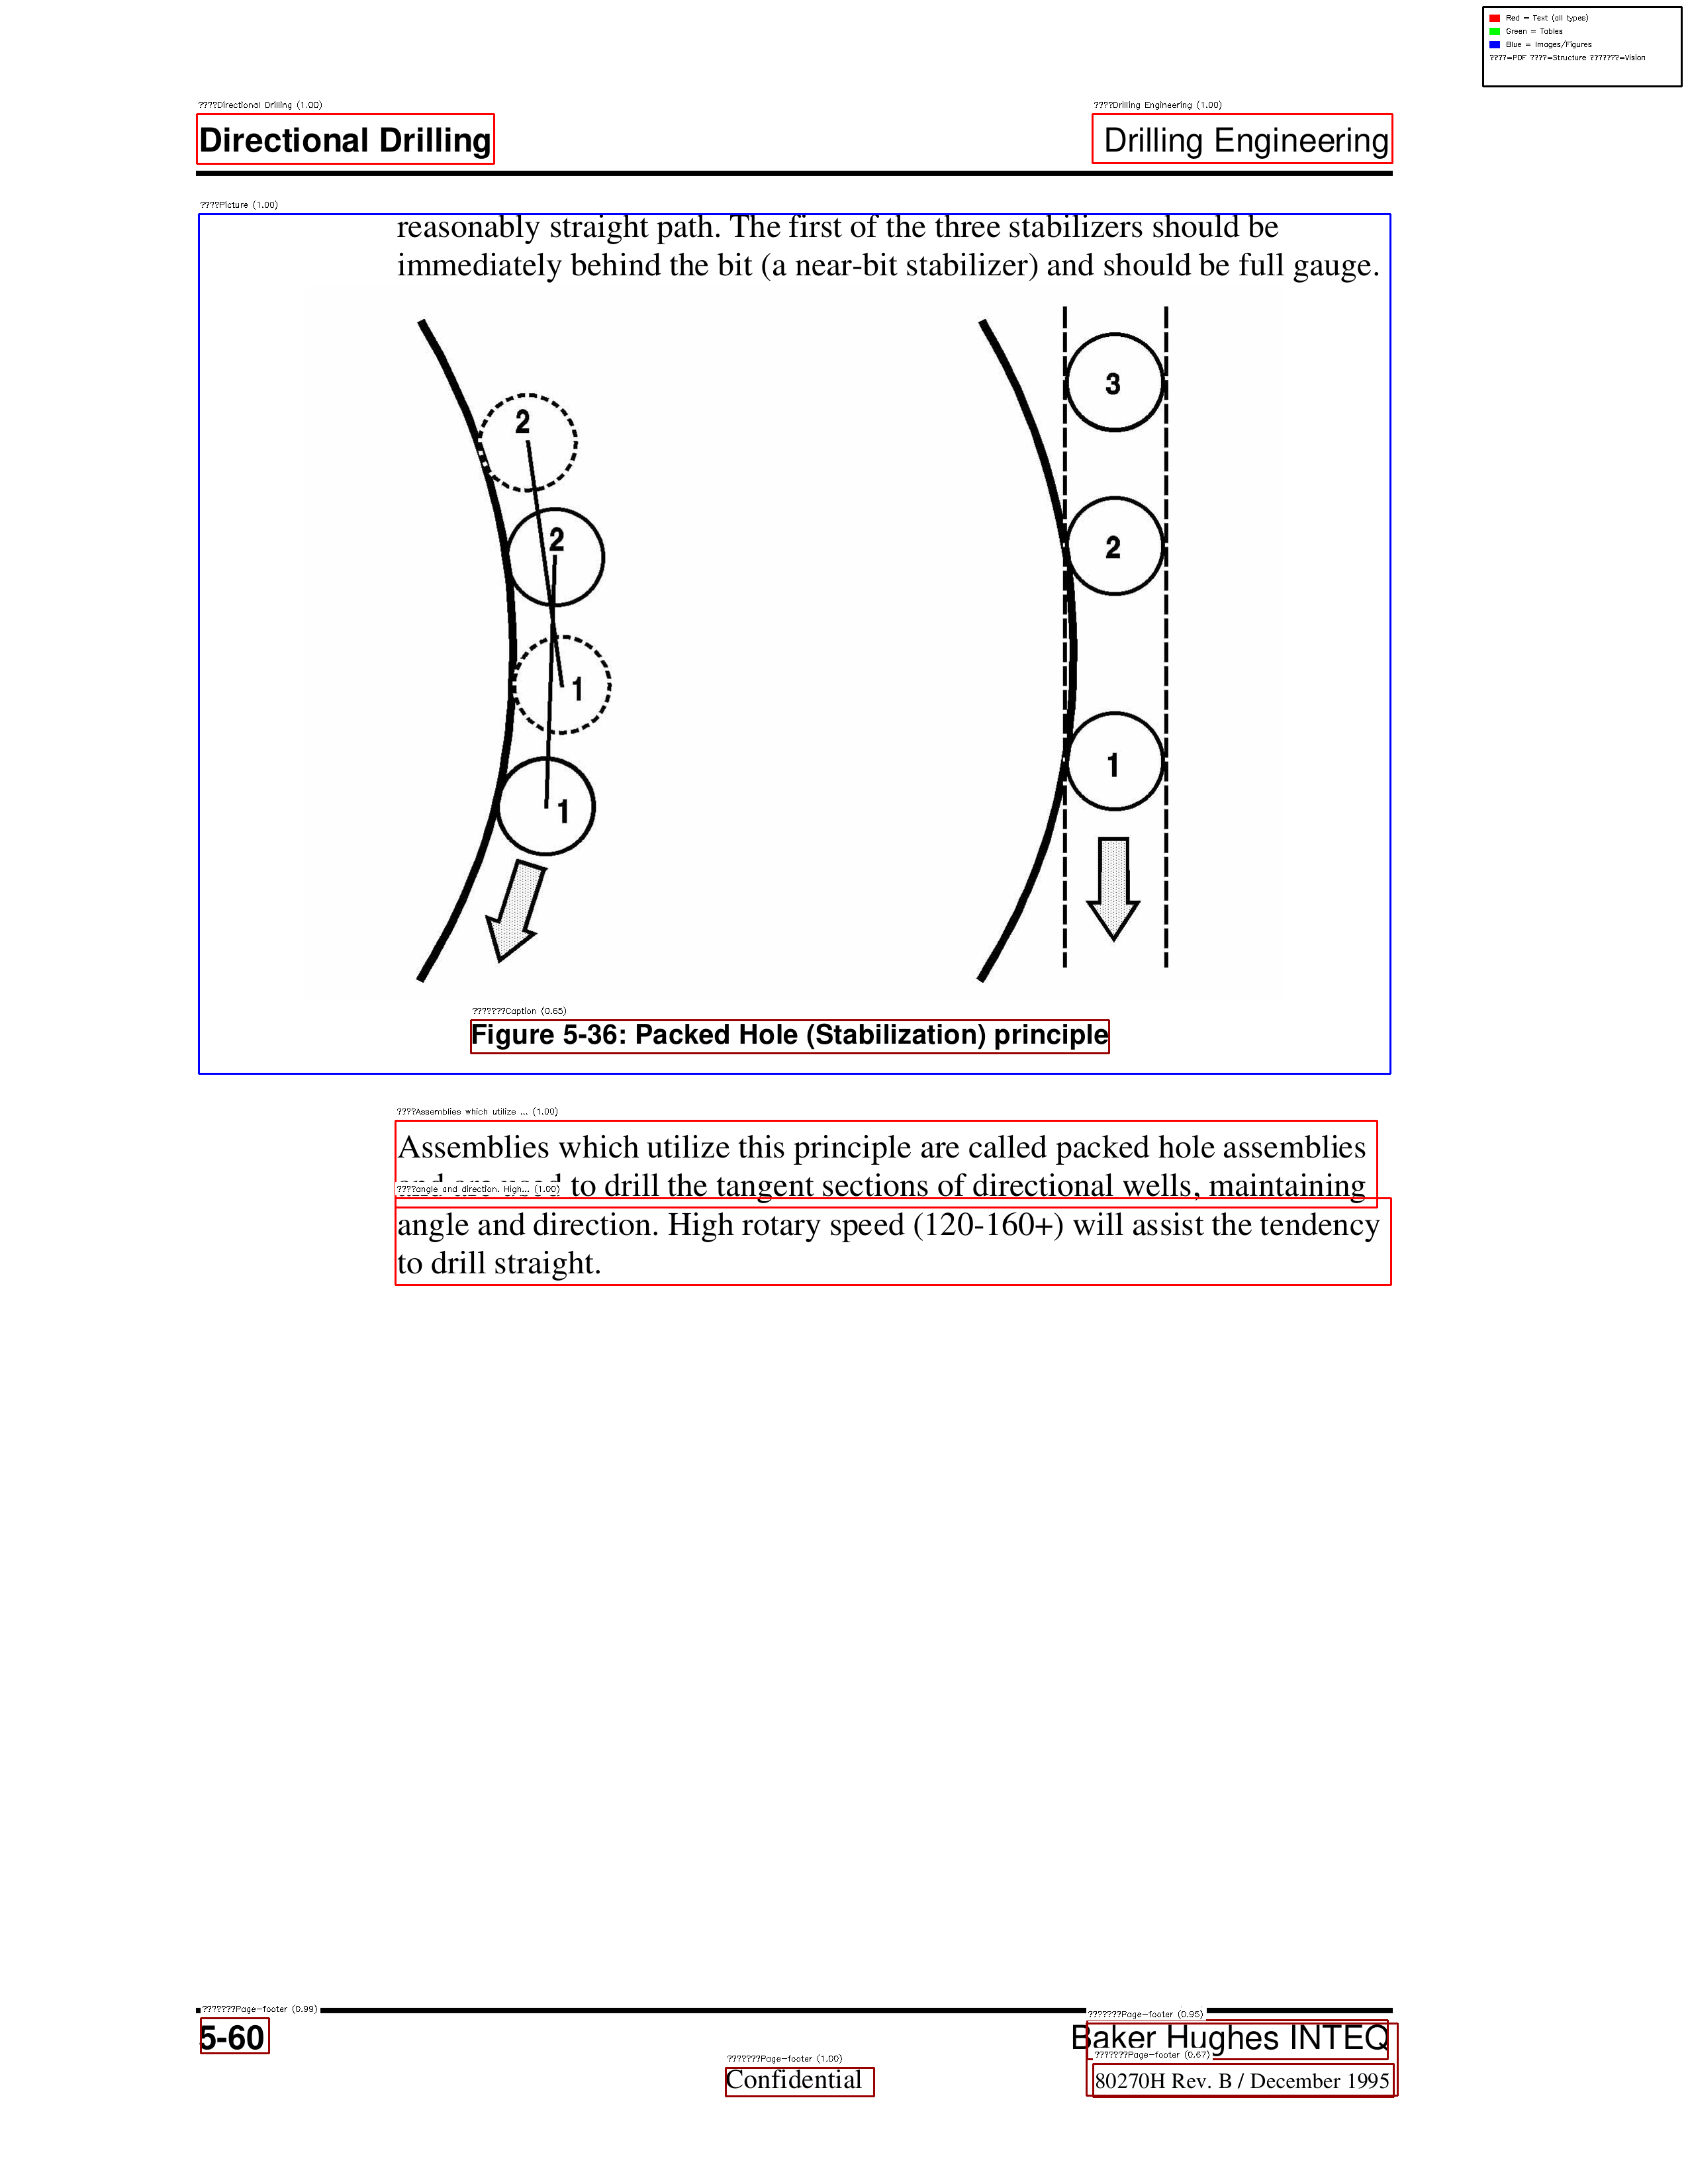 Red = Text (all types)
Green = Tables
Blue = Images/Figures
????=PDF ????=Structure ???????=Vision
????Directional Drilling (1.00)
????Drilling Engineering (1.00)
Directional Drilling
Drilling Engineering
????Picture (1.00)
reasonably straight path. The first of the three stabilizers should be
immediately behind the bit (a near-bit stabilizer) and should be full gauge.
3
2
2
2
1
1
1
???????Caption (0.65)
Figure 5-36: Packed Hole (Stabilization) principle
????Assemblies which utilize ... (1.00)
Assemblies which utilize this principle are called packed hole assemblies
and are used to drill the tangent sections of directional wells, maintaining
????angle and direction. High... (1.00)
angle and direction. High rotary speed (120-160+) will assist the tendency
to drill straight.
???????Page-footer (0.99)
???????Page-footer (0.95)
5-60
Baker Hughes INTEQ
???????Page-footer (1.00)
???????Page-footer (0.67)
Confidential
80270H Rev. B / December 1995